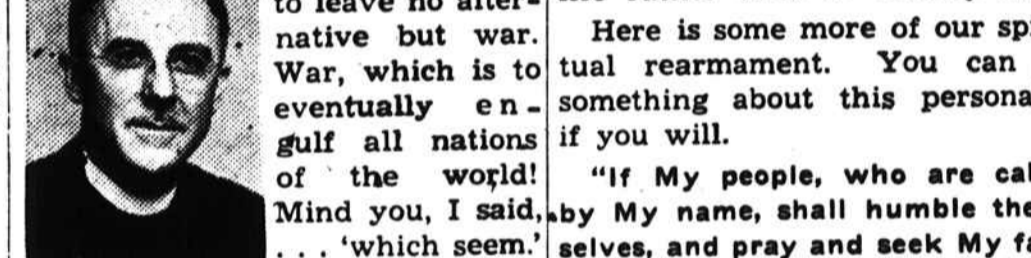 to leave no alter-
native but war.
War, which is to
eventually en-
gulf all nations
of the world!
Mind you, I said,
. . . 'which seem.'
Here is some more of our sp
tual rearmament. You can
something about this persona
if you will.
"If My people, who are cal
by My name, shall humble the
selves, and pray and seek My fa